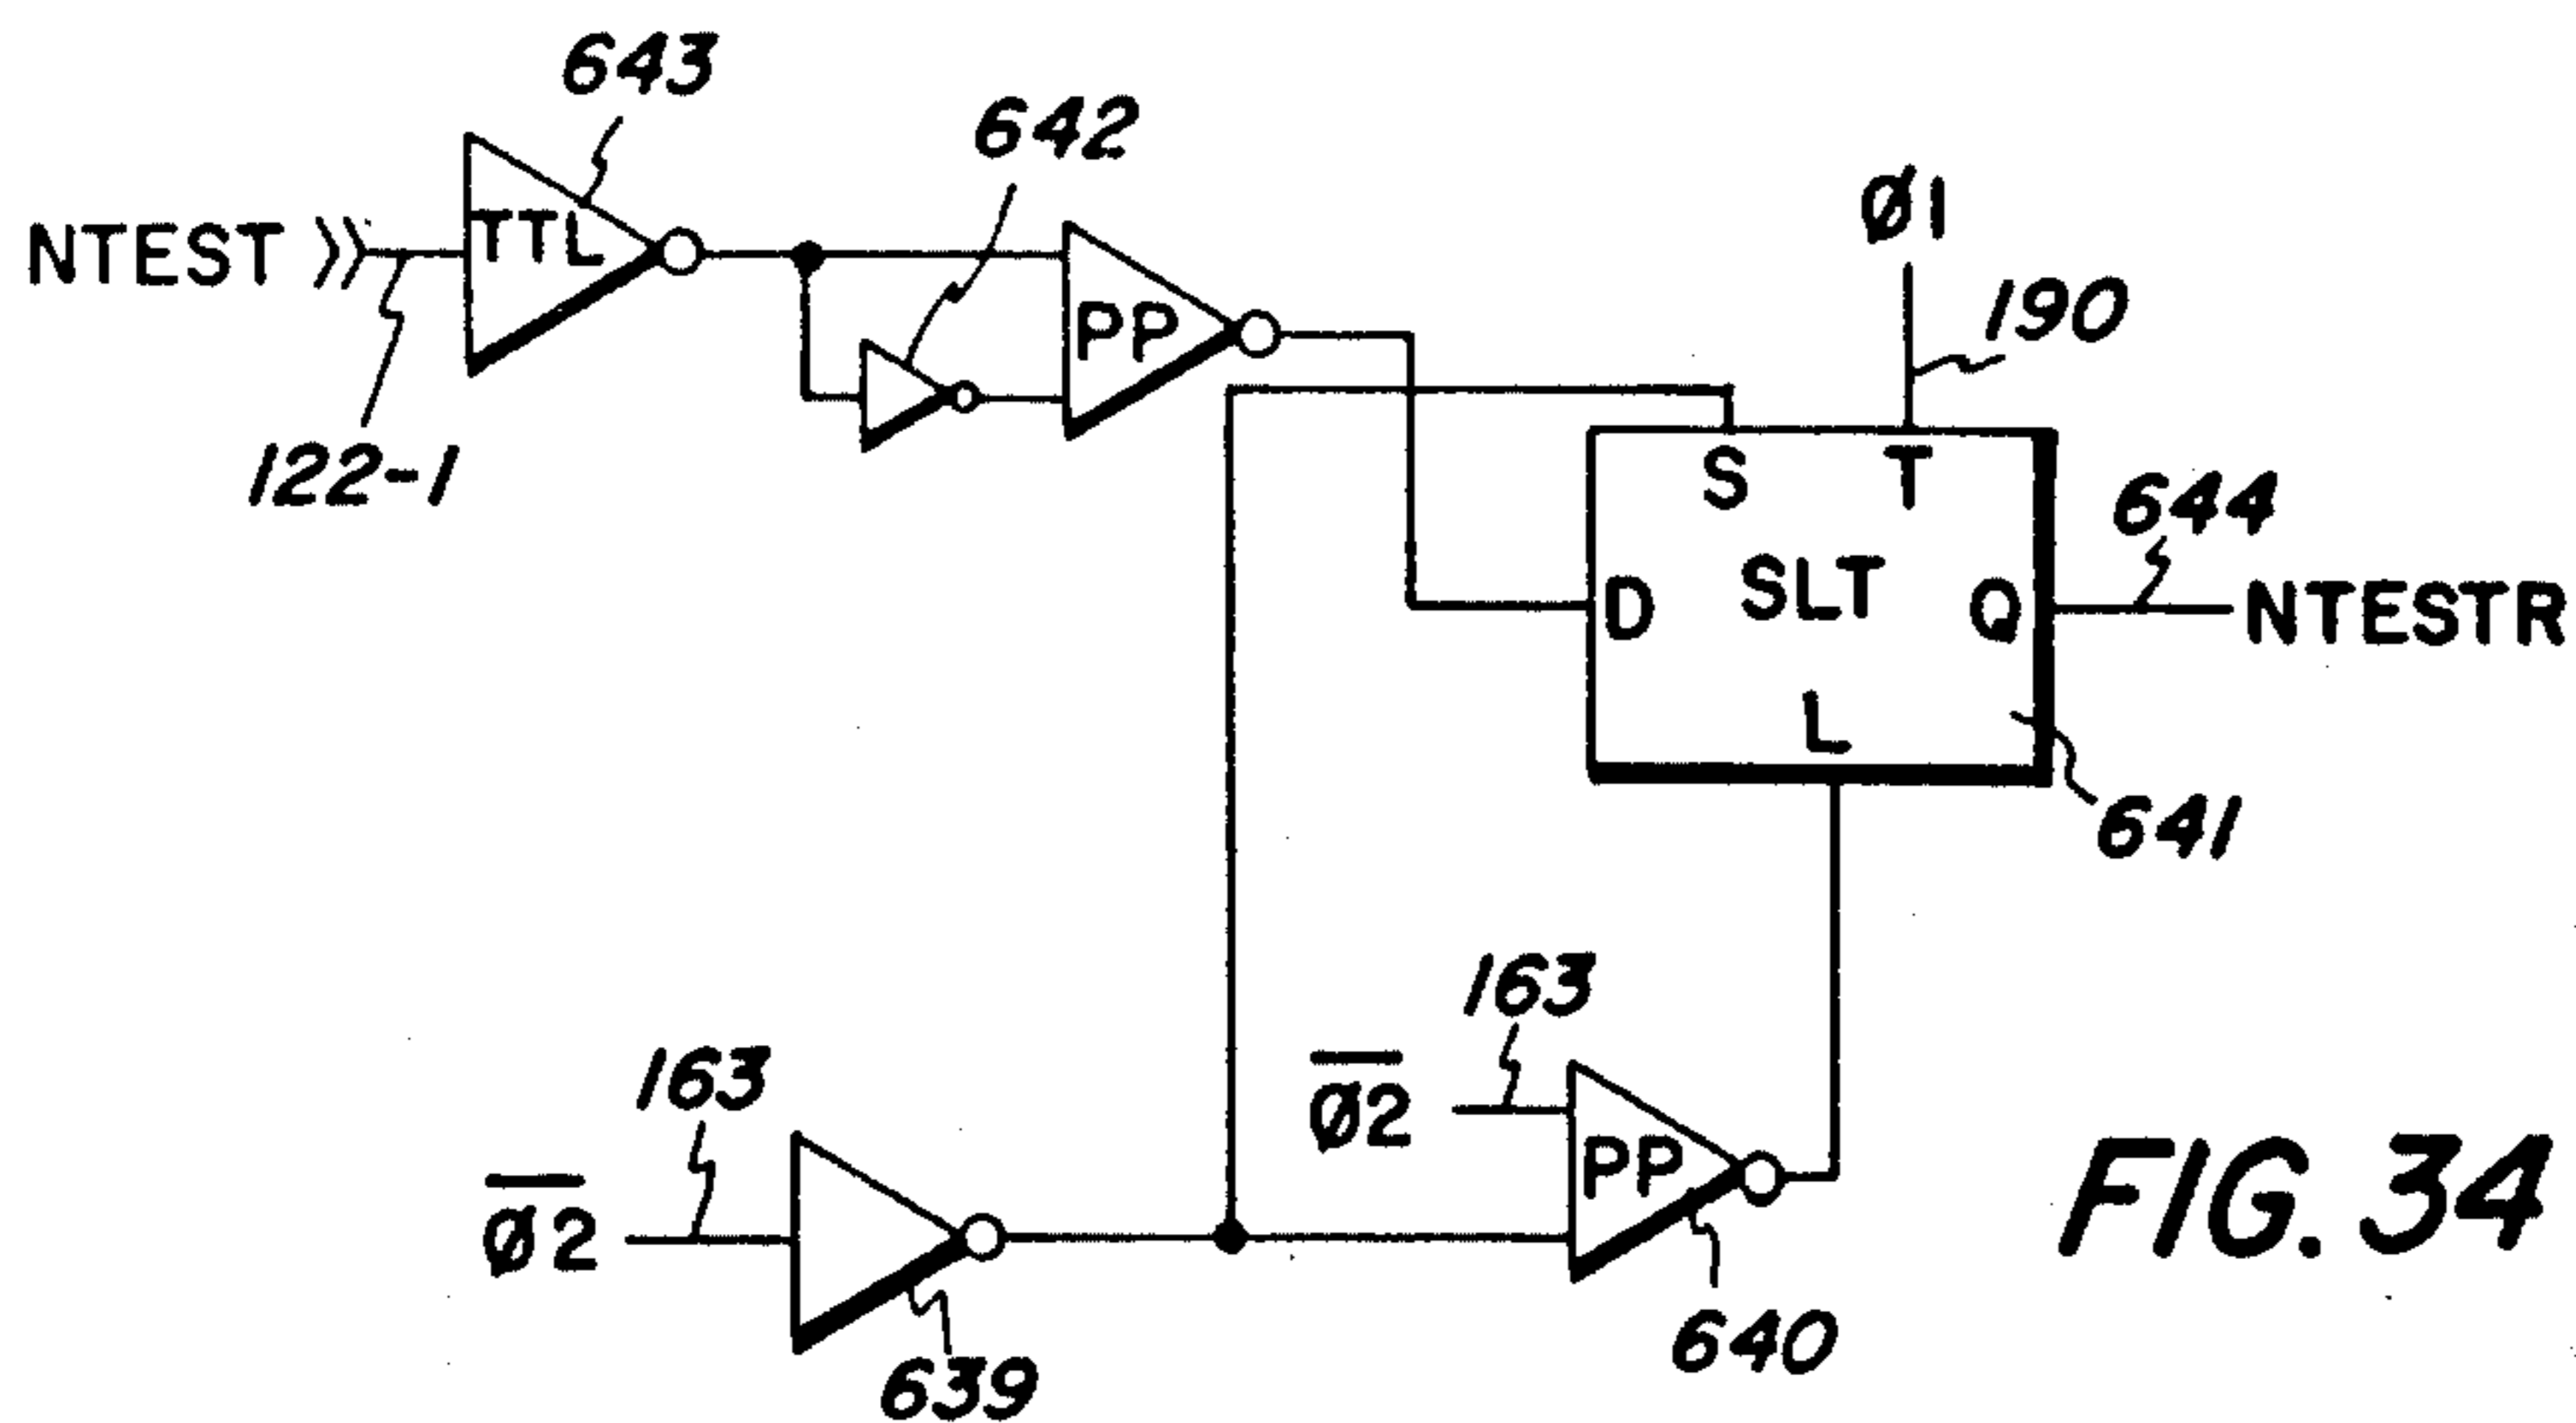 643
642
NTEST
TTL
PP
122-1
Ø1
190
S T
SLT
D Q
L
644
NTESTR
641
163
Ø2̅
639
163
Ø2̅
PP
640
FIG. 34